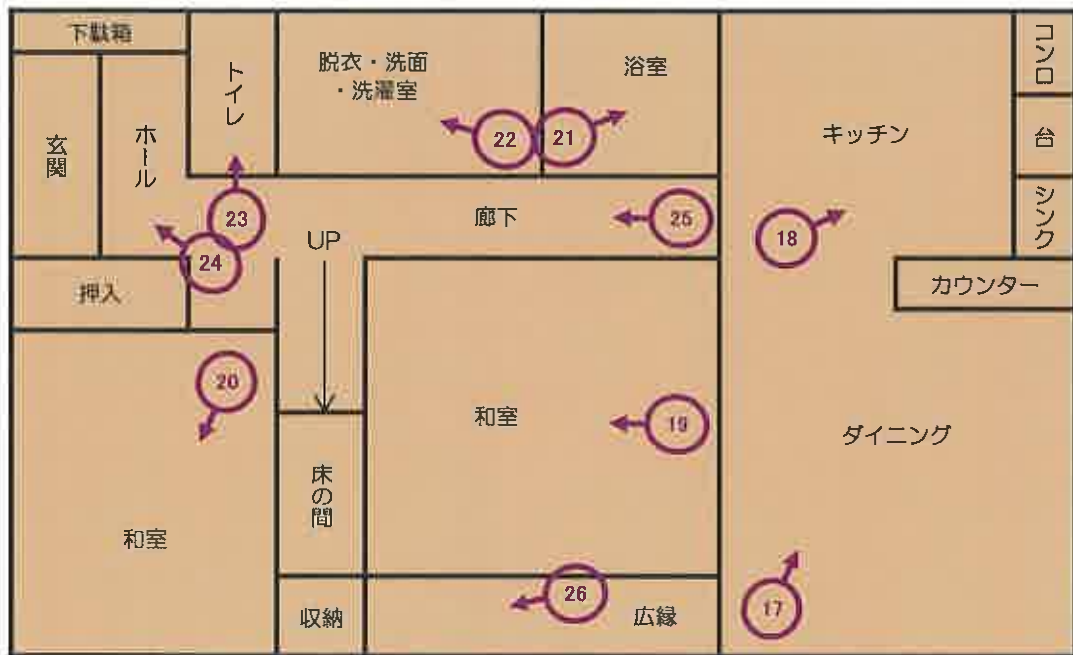 下駄箱
玄関
ホール
トイレ
脱衣・洗面
・洗濯室
浴室
キッチン
コンロ
台
シンク
22
21
23
24
廊下
25
18
UP
押入
カウンター
20
和室
19
ダイニング
床の間
和室
収納
26
広縁
17